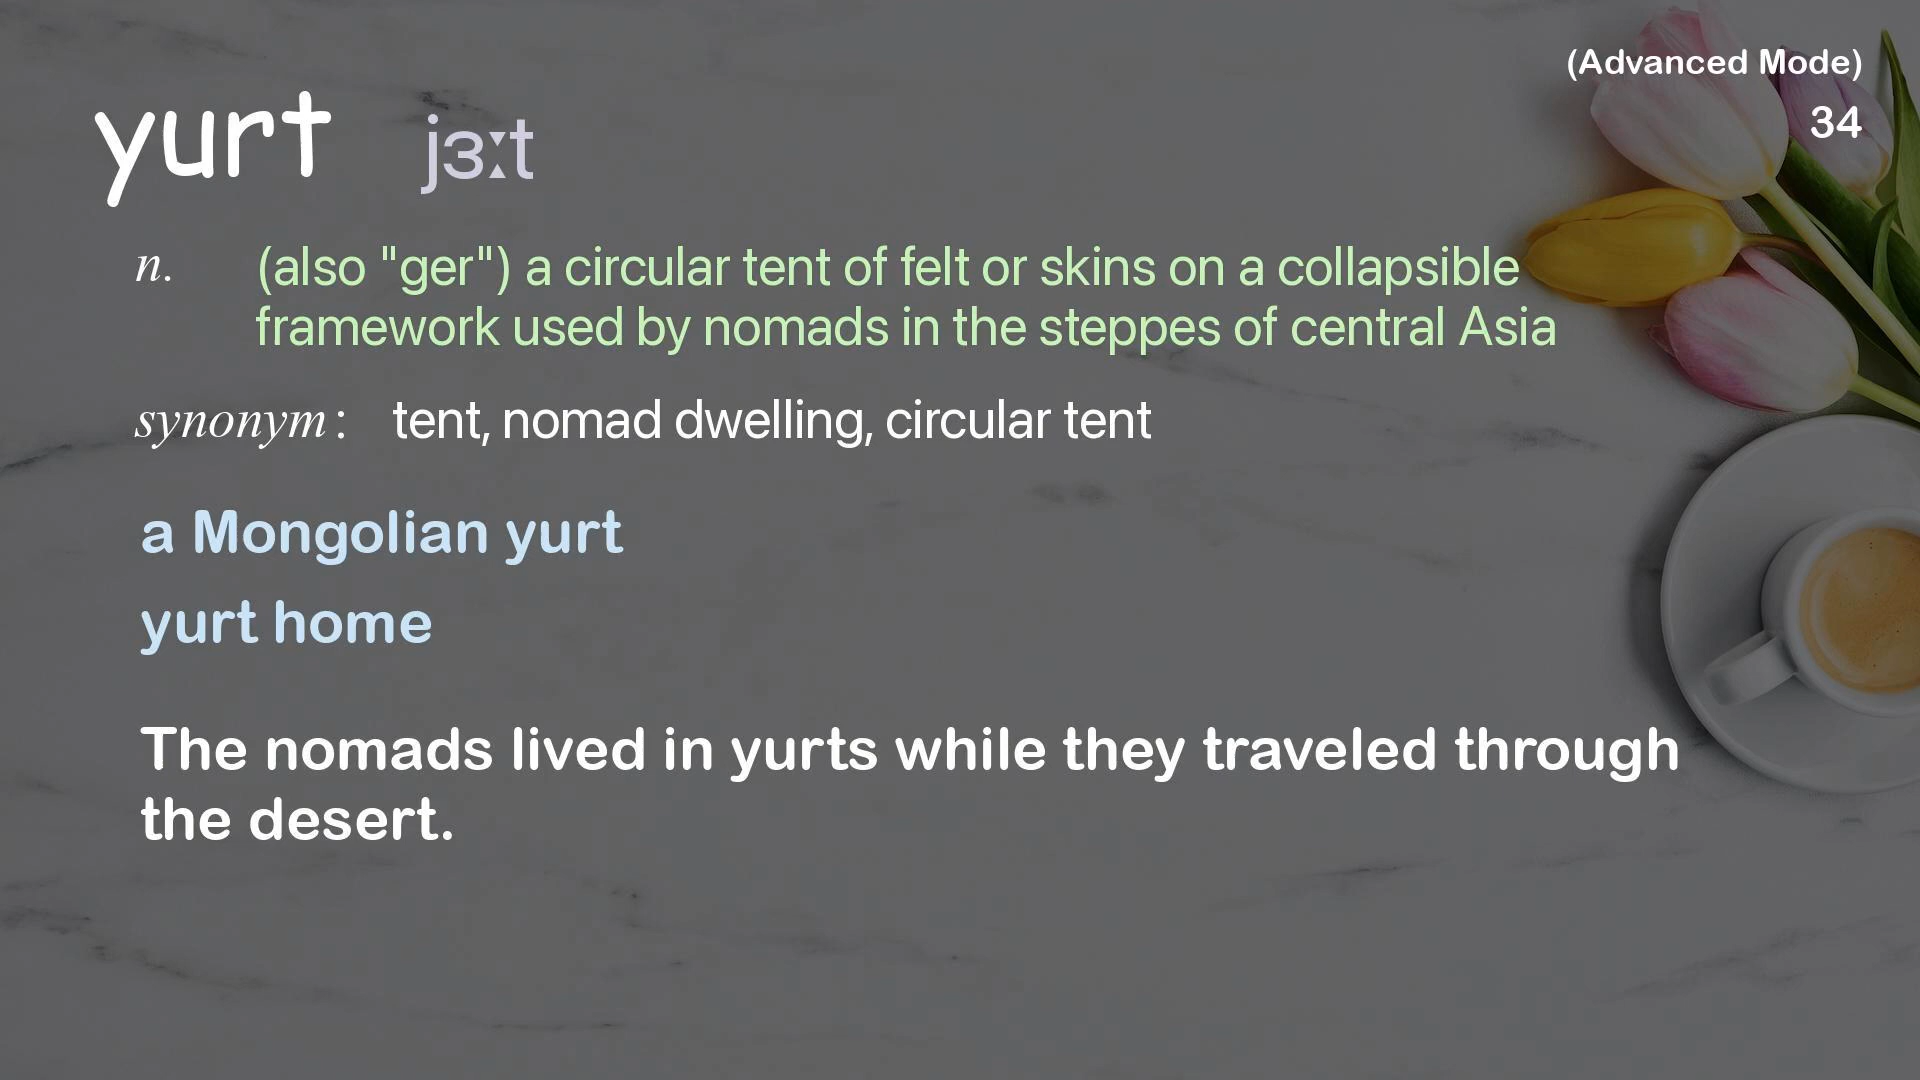 (Advanced Mode)
34
yurt jɜːt
n. (also "ger") a circular tent of felt or skins on a collapsible
framework used by nomads in the steppes of central Asia
synonym: tent, nomad dwelling, circular tent
a Mongolian yurt
yurt home
The nomads lived in yurts while they traveled through
the desert.